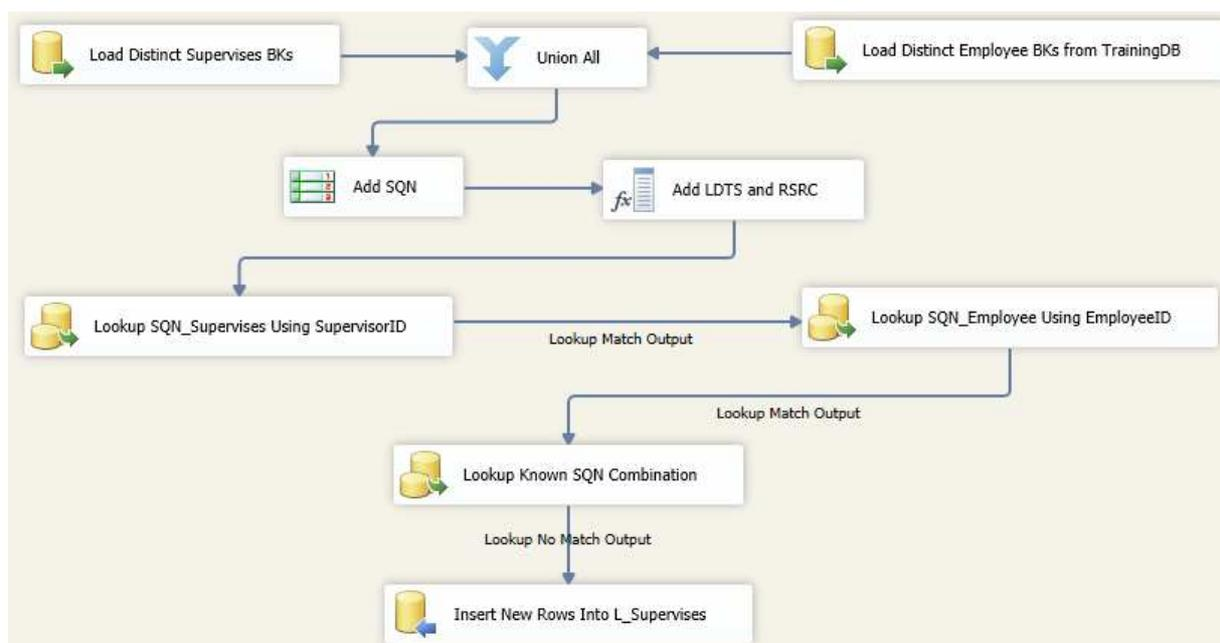 Load Distinct Supervises BKs
Union All
Load Distinct Employee BKs from TrainingDB
Add SQN
Add LDTS and RSRC
Lookup SQN_Supervises Using SupervisorID
Lookup Match Output
Lookup SQN_Employee Using EmployeeID
Lookup Match Output
Lookup Known SQN Combination
Lookup No Match Output
Insert New Rows Into L_Supervises